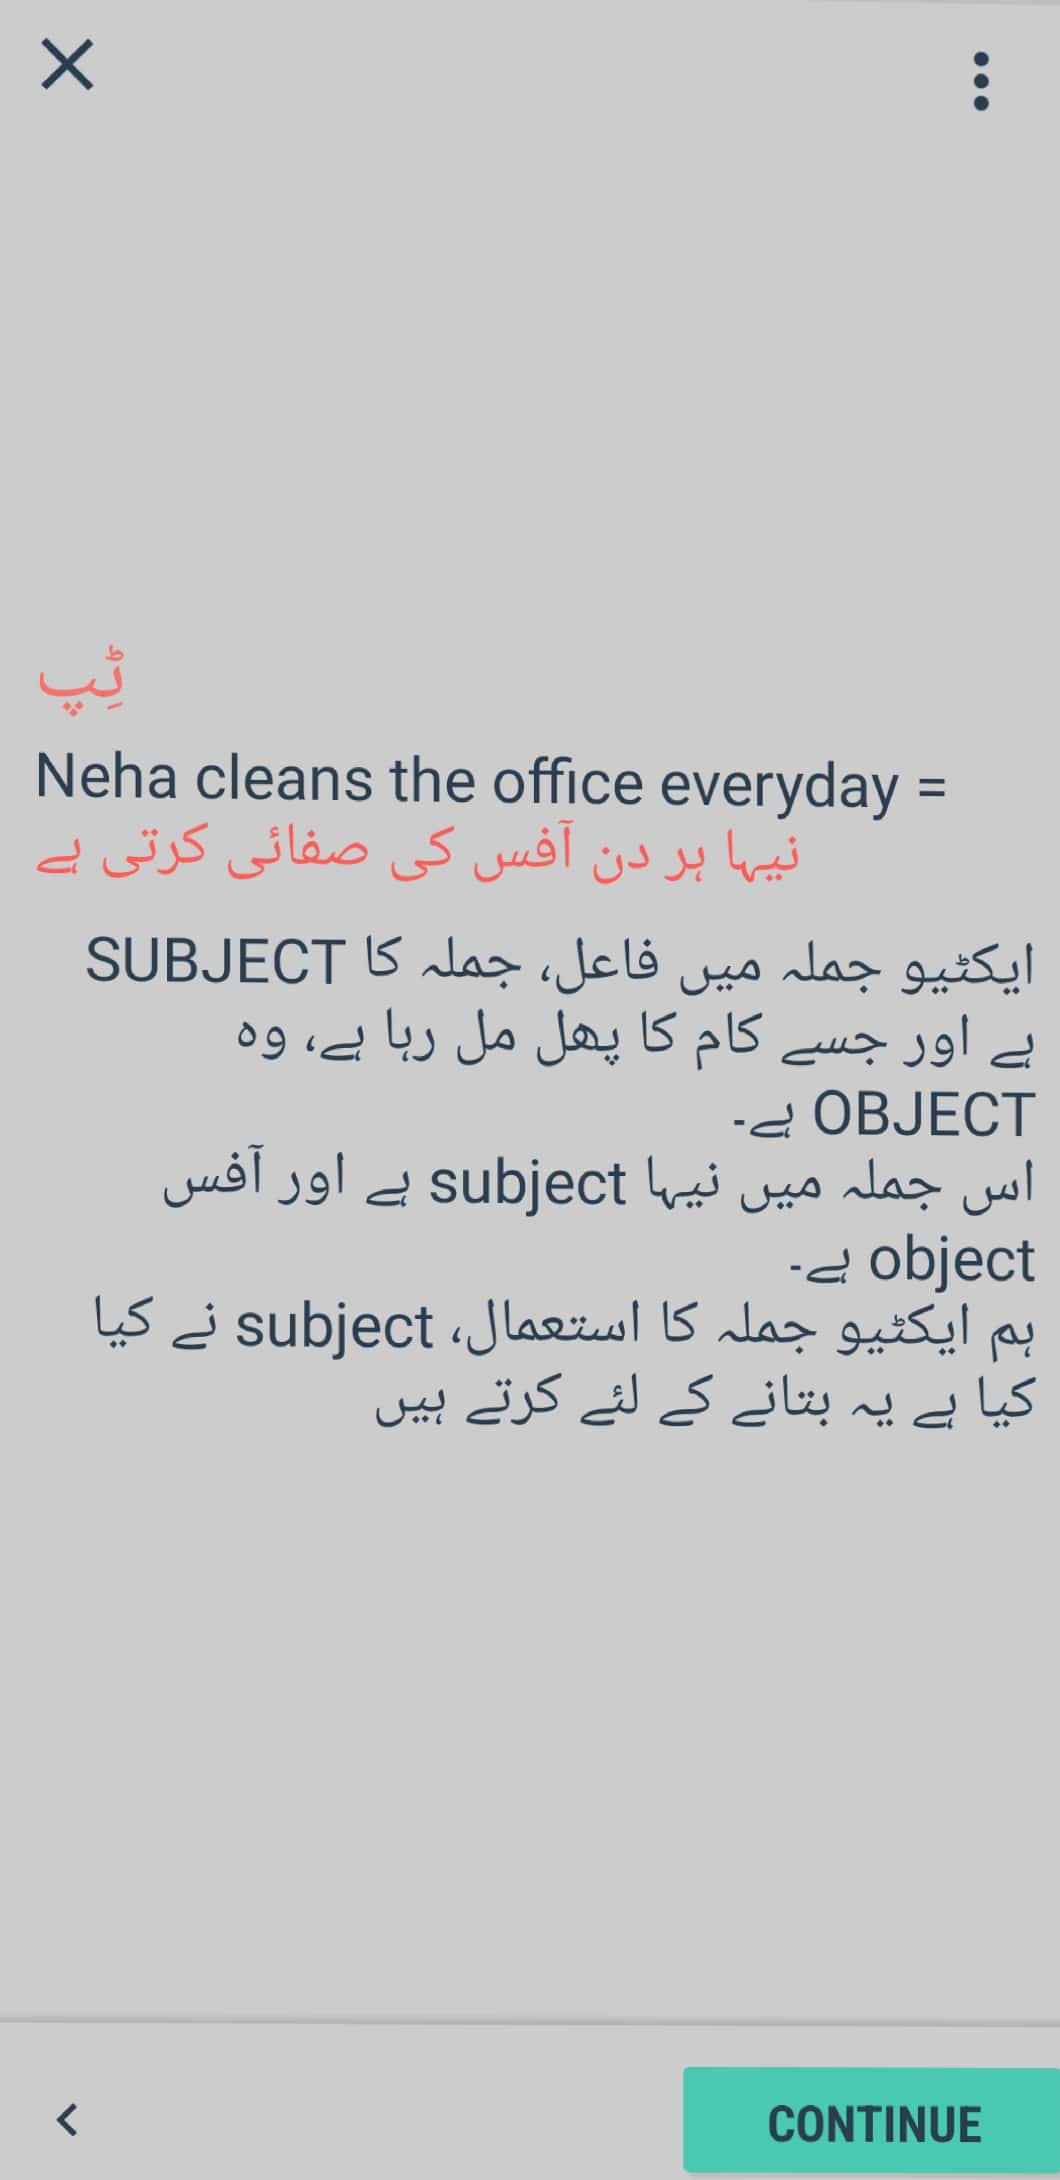 ٹِپ
Neha cleans the office everyday =
نیہا ہر دن آفس کی صفائی کرتی ہے
ایکٹیو جملہ میں فاعل، جملہ کا SUBJECT
ہے اور جسے کام کا پھل مل رہا ہے، وہ
OBJECT ہے۔
اس جملہ میں نیہا subject ہے اور آفس
object ہے۔
ہم ایکٹیو جملہ کا استعمال، subject نے کیا
کیا ہے یہ بتانے کے لئے کرتے ہیں
CONTINUE